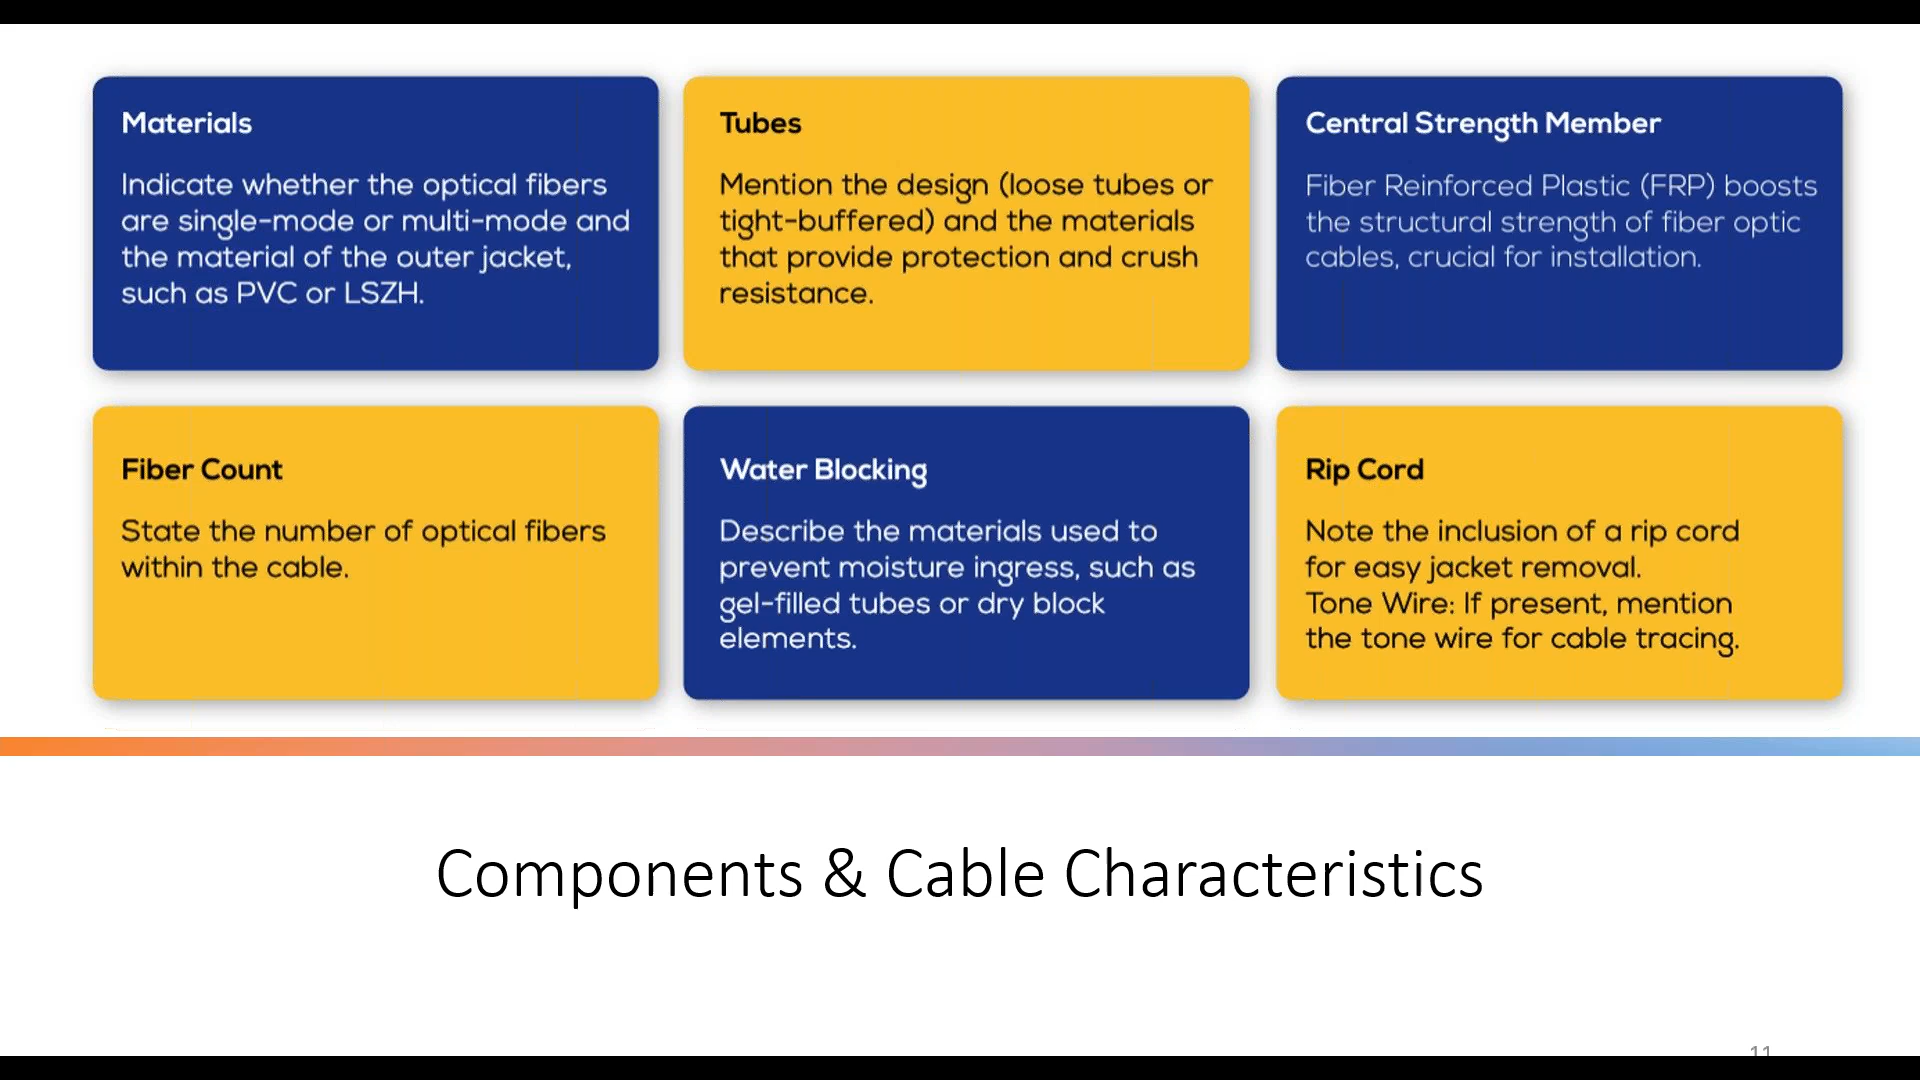 Materials
Indicate whether the optical fibers
are single-mode or multi-mode and
the material of the outer jacket,
such as PVC or LSZH.
Tubes
Mention the design (loose tubes or
tight-buffered) and the materials
that provide protection and crush
resistance.
Central Strength Member
Fiber Reinforced Plastic (FRP) boosts
the structural strength of fiber optic
cables, crucial for installation.
Fiber Count
State the number of optical fibers
within the cable.
Water Blocking
Describe the materials used to
prevent moisture ingress, such as
gel-filled tubes or dry block
elements.
Rip Cord
Note the inclusion of a rip cord
for easy jacket removal.
Tone Wire: If present, mention
the tone wire for cable tracing.
Components & Cable Characteristics
11